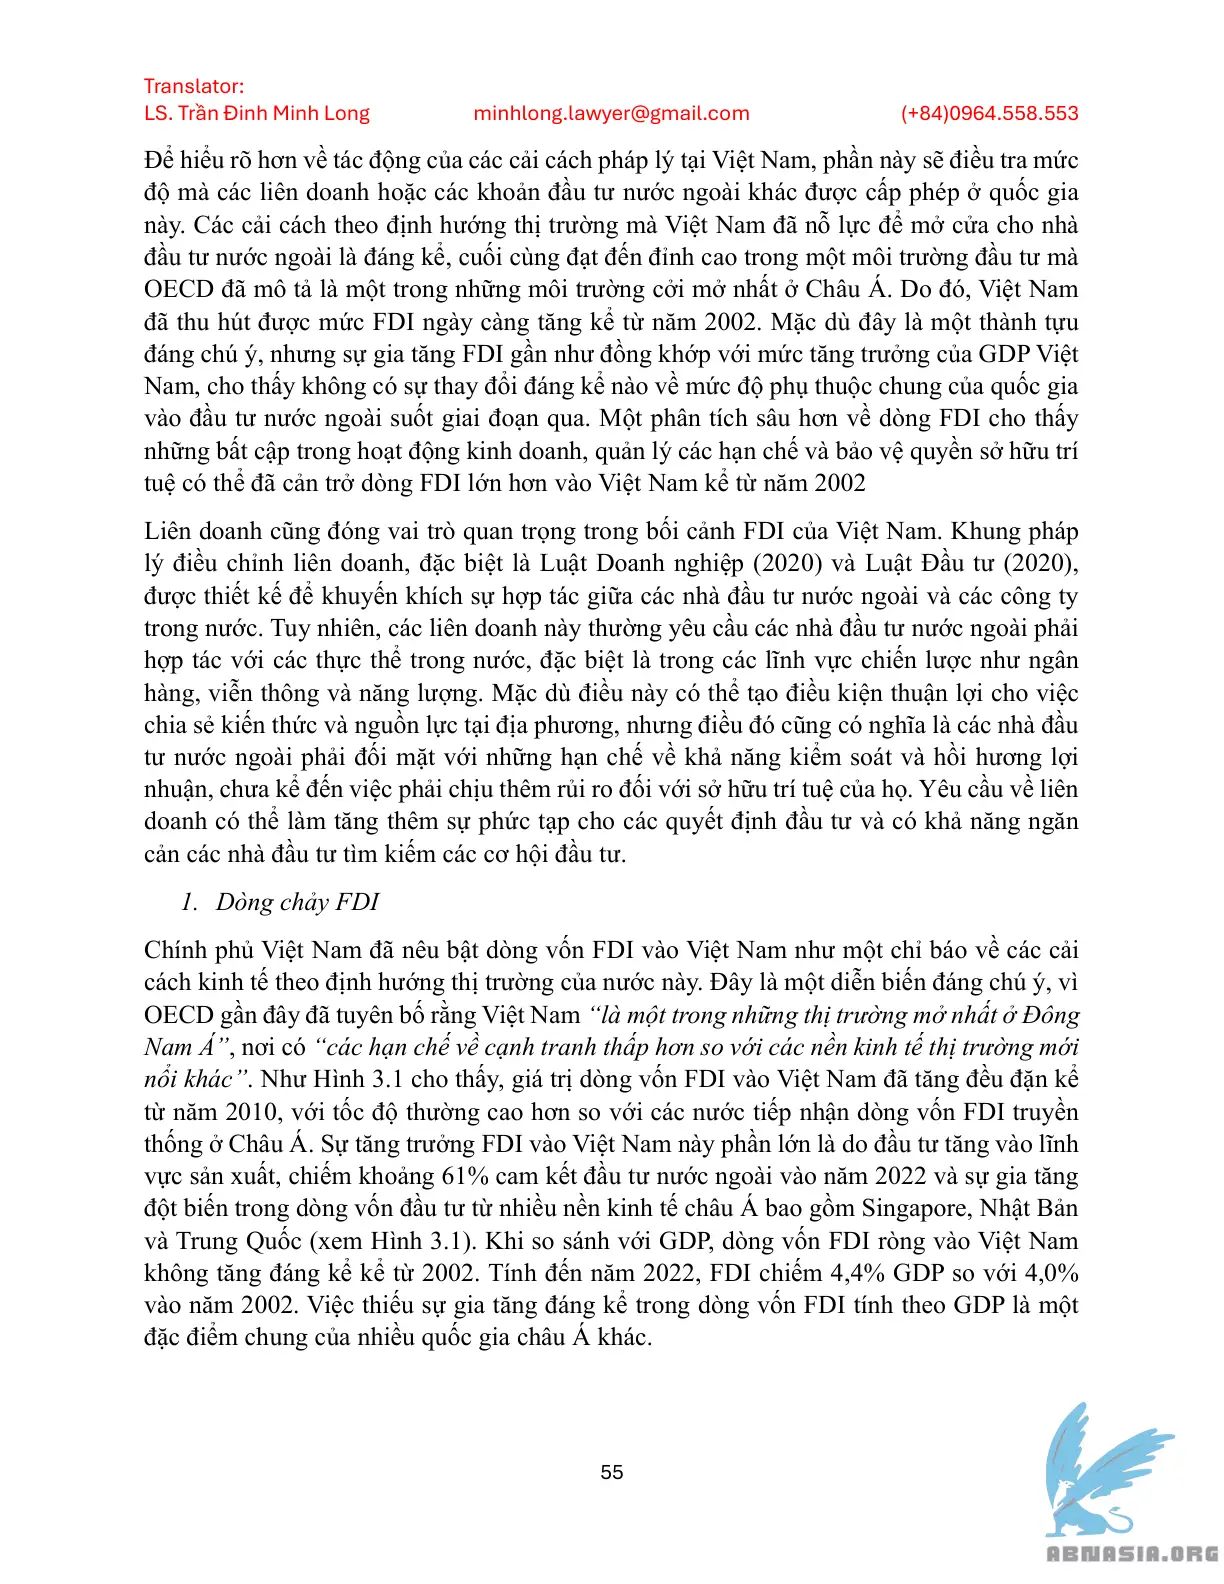 Translator:
LS. Trần Đinh Minh Long minhlong.lawyer@gmail.com (+84)0964.558.553
Để hiểu rõ hơn về tác động của các cải cách pháp lý tại Việt Nam, phần này sẽ điều tra mức
độ mà các liên doanh hoặc các khoản đầu tư nước ngoài khác được cấp phép ở quốc gia
này. Các cải cách theo định hướng thị trường mà Việt Nam đã nỗ lực để mở cửa cho nhà
đầu tư nước ngoài là đáng kể, cuối cùng đạt đến đỉnh cao trong một môi trường đầu tư mà
OECD đã mô tả là một trong những môi trường cởi mở nhất ở Châu Á. Do đó, Việt Nam
đã thu hút được mức FDI ngày càng tăng kể từ năm 2002. Mặc dù đây là một thành tựu
đáng chú ý, nhưng sự gia tăng FDI gần như đồng khớp với mức tăng trưởng của GDP Việt
Nam, cho thấy không có sự thay đổi đáng kể nào về mức độ phụ thuộc chung của quốc gia
vào đầu tư nước ngoài suốt giai đoạn qua. Một phân tích sâu hơn về dòng FDI cho thấy
những bất cập trong hoạt động kinh doanh, quản lý các hạn chế và bảo vệ quyền sở hữu trí
tuệ có thể đã cản trở dòng FDI lớn hơn vào Việt Nam kể từ năm 2002
Liên doanh cũng đóng vai trò quan trọng trong bối cảnh FDI của Việt Nam. Khung pháp
lý điều chỉnh liên doanh, đặc biệt là Luật Doanh nghiệp (2020) và Luật Đầu tư (2020),
được thiết kế để khuyến khích sự hợp tác giữa các nhà đầu tư nước ngoài và các công ty
trong nước. Tuy nhiên, các liên doanh này thường yêu cầu các nhà đầu tư nước ngoài phải
hợp tác với các thực thể trong nước, đặc biệt là trong các lĩnh vực chiến lược như ngân
hàng, viễn thông và năng lượng. Mặc dù điều này có thể tạo điều kiện thuận lợi cho việc
chia sẻ kiến thức và nguồn lực tại địa phương, nhưng điều đó cũng có nghĩa là các nhà đầu
tư nước ngoài phải đối mặt với những hạn chế về khả năng kiểm soát và hồi hương lợi
nhuận, chưa kể đến việc phải chịu thêm rủi ro đối với sở hữu trí tuệ của họ. Yêu cầu về liên
doanh có thể làm tăng thêm sự phức tạp cho các quyết định đầu tư và có khả năng ngăn
cản các nhà đầu tư tìm kiếm các cơ hội đầu tư.
1. Dòng chảy FDI
Chính phủ Việt Nam đã nêu bật dòng vốn FDI vào Việt Nam như một chỉ báo về các cải
cách kinh tế theo định hướng thị trường của nước này. Đây là một diễn biến đáng chú ý, vì
OECD gần đây đã tuyên bố rằng Việt Nam “là một trong những thị trường mở nhất ở Đông
Nam Á”, nơi có “các hạn chế về cạnh tranh thấp hơn so với các nền kinh tế thị trường mới
nổi khác”. Như Hình 3.1 cho thấy, giá trị dòng vốn FDI vào Việt Nam đã tăng đều đặn kể
từ năm 2010, với tốc độ thường cao hơn so với các nước tiếp nhận dòng vốn FDI truyền
thống ở Châu Á. Sự tăng trưởng FDI vào Việt Nam này phần lớn là do đầu tư tăng vào lĩnh
vực sản xuất, chiếm khoảng 61% cam kết đầu tư nước ngoài vào năm 2022 và sự gia tăng
đột biến trong dòng vốn đầu tư từ nhiều nền kinh tế châu Á bao gồm Singapore, Nhật Bản
và Trung Quốc (xem Hình 3.1). Khi so sánh với GDP, dòng vốn FDI ròng vào Việt Nam
không tăng đáng kể kể từ 2002. Tính đến năm 2022, FDI chiếm 4,4% GDP so với 4,0%
vào năm 2002. Việc thiếu sự gia tăng đáng kể trong dòng vốn FDI tính theo GDP là một
đặc điểm chung của nhiều quốc gia châu Á khác.
55
ABNASIA.ORG